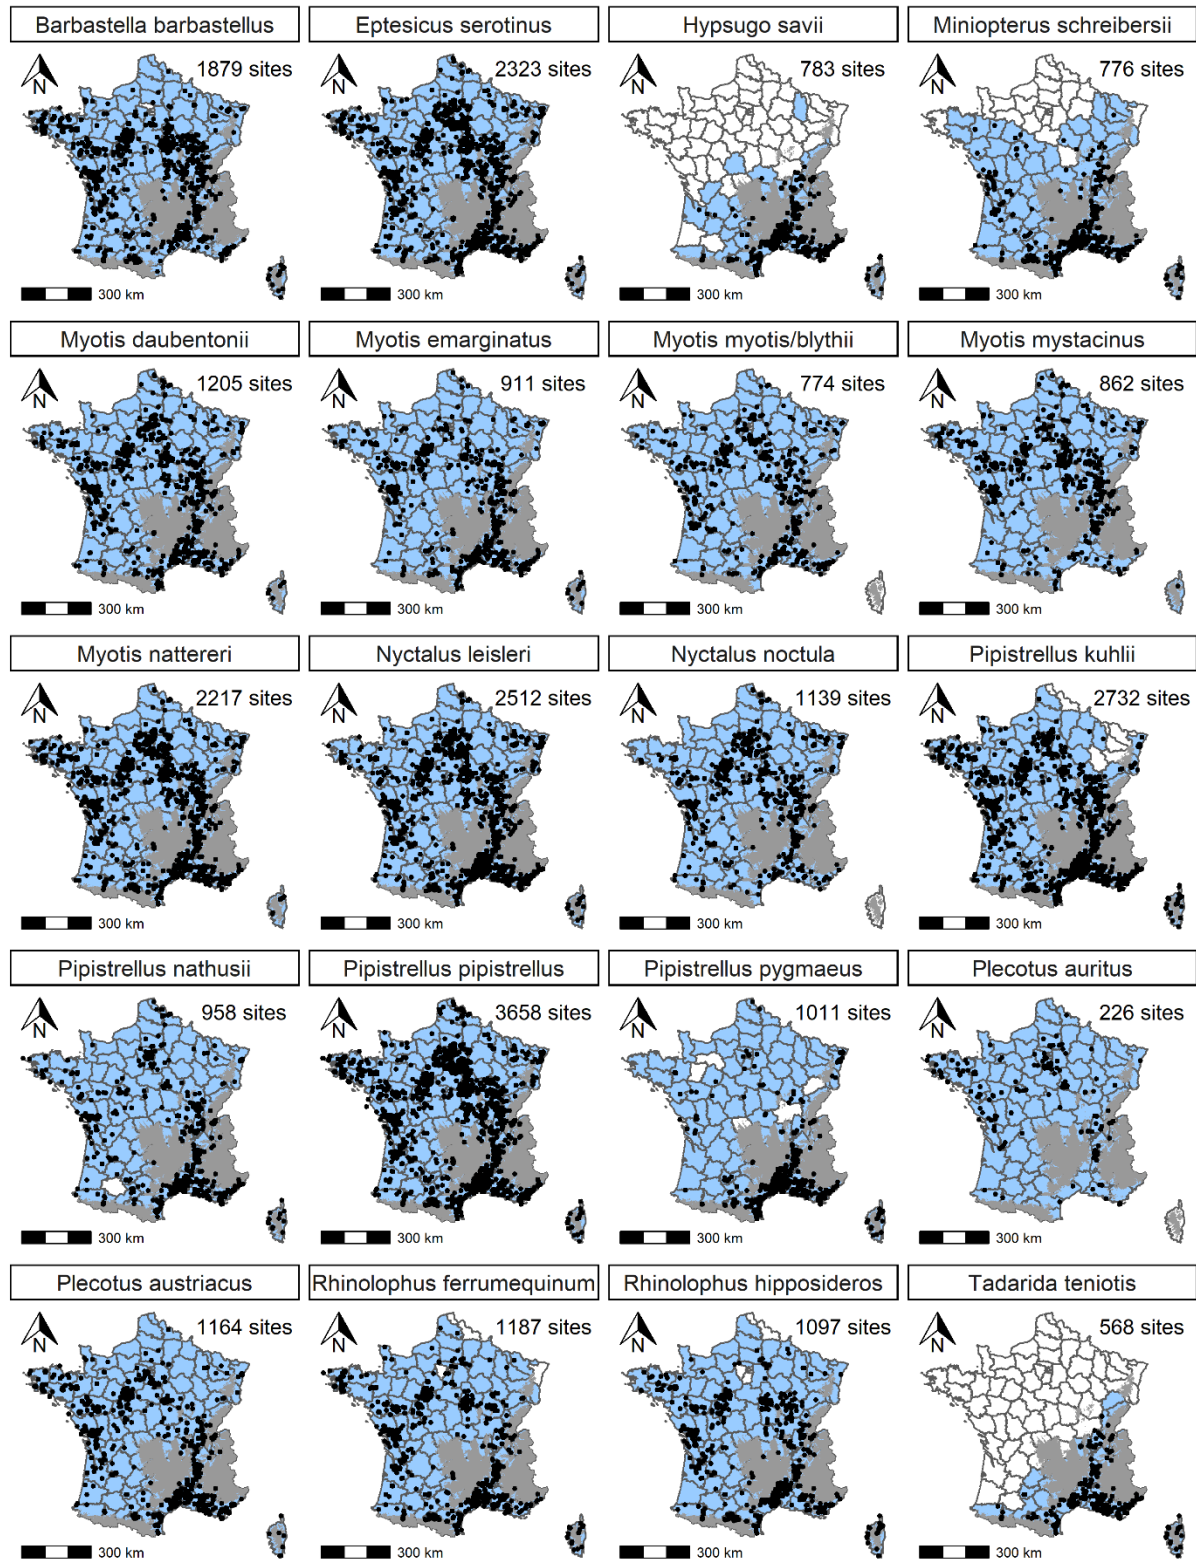 Barbastella barbastellus
Eptesicus serotinus
Hypsugo savii
Miniopterus schreibersii
N
1879 sites
N
2323 sites
N
783 sites
N
776 sites
300 km
300 km
300 km
300 km
Myotis daubentonii
Myotis emarginatus
Myotis myotis/blythii
Myotis mystacinus
N
1205 sites
N
911 sites
N
774 sites
N
862 sites
300 km
300 km
300 km
300 km
Myotis nattereri
Nyctalus leisleri
Nyctalus noctula
Pipistrellus kuhlii
N
2217 sites
N
2512 sites
N
1139 sites
N
2732 sites
300 km
300 km
300 km
300 km
Pipistrellus nathusii
Pipistrellus pipistrellus
Pipistrellus pygmaeus
Plecotus auritus
N
958 sites
N
3658 sites
N
1011 sites
N
226 sites
300 km
300 km
300 km
300 km
Plecotus austriacus
Rhinolophus ferrumequinum
Rhinolophus hipposideros
Tadarida teniotis
N
1164 sites
N
1187 sites
N
1097 sites
N
568 sites
300 km
300 km
300 km
300 km